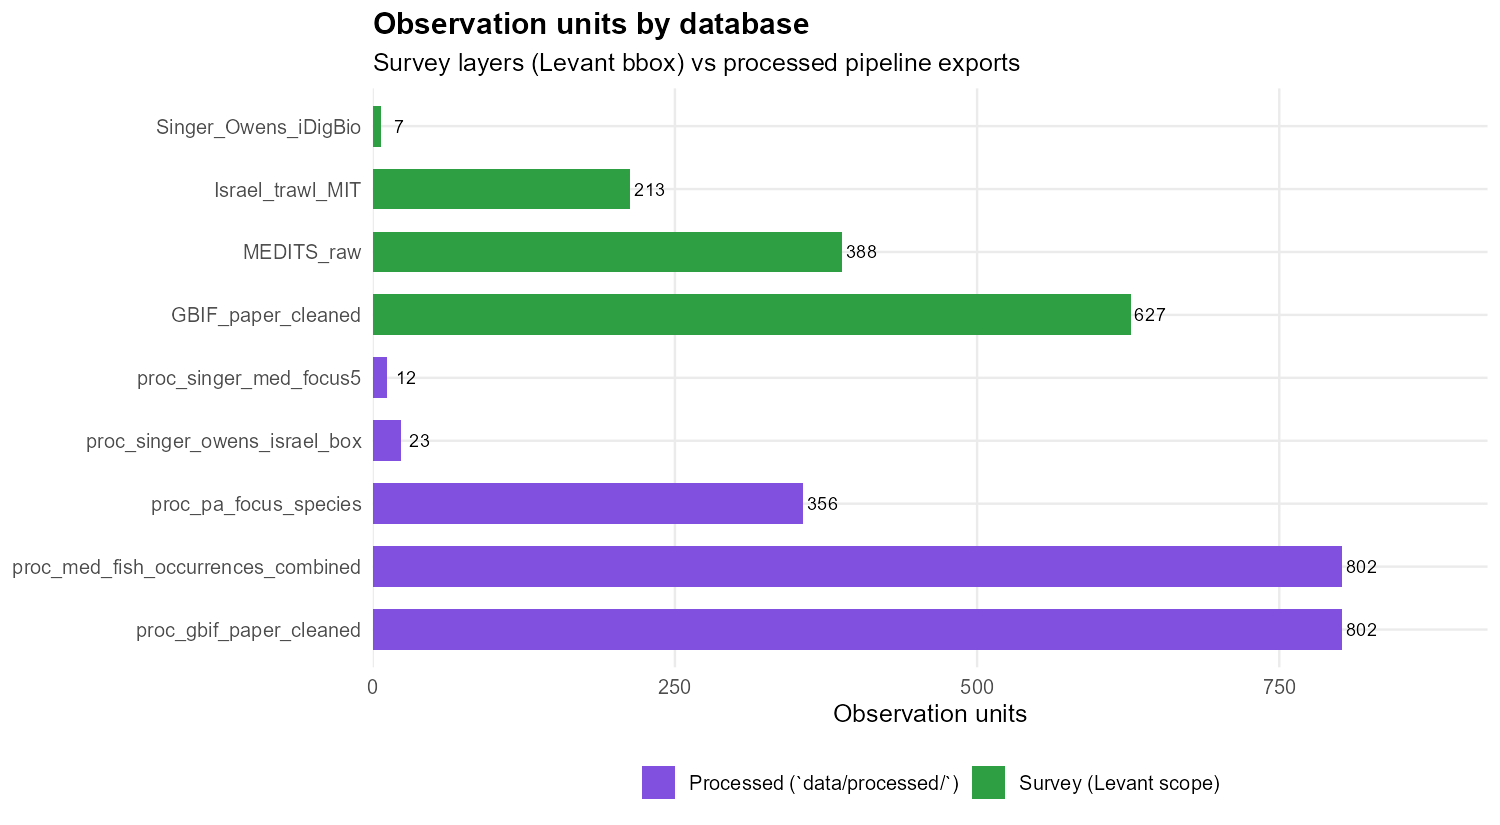 Observation units by database
Survey layers (Levant bbox) vs processed pipeline exports
Singer_Owens_iDigBio 7
Israel_trawl_MIT 213
MEDITS_raw 388
GBIF_paper_cleaned 627
proc_singer_med_focus5 12
proc_singer_owens_israel_box 23
proc_pa_focus_species 356
proc_med_fish_occurrences_combined 802
proc_gbif_paper_cleaned 802
0 250 500 750
Observation units
Processed (`data/processed/`) Survey (Levant scope)